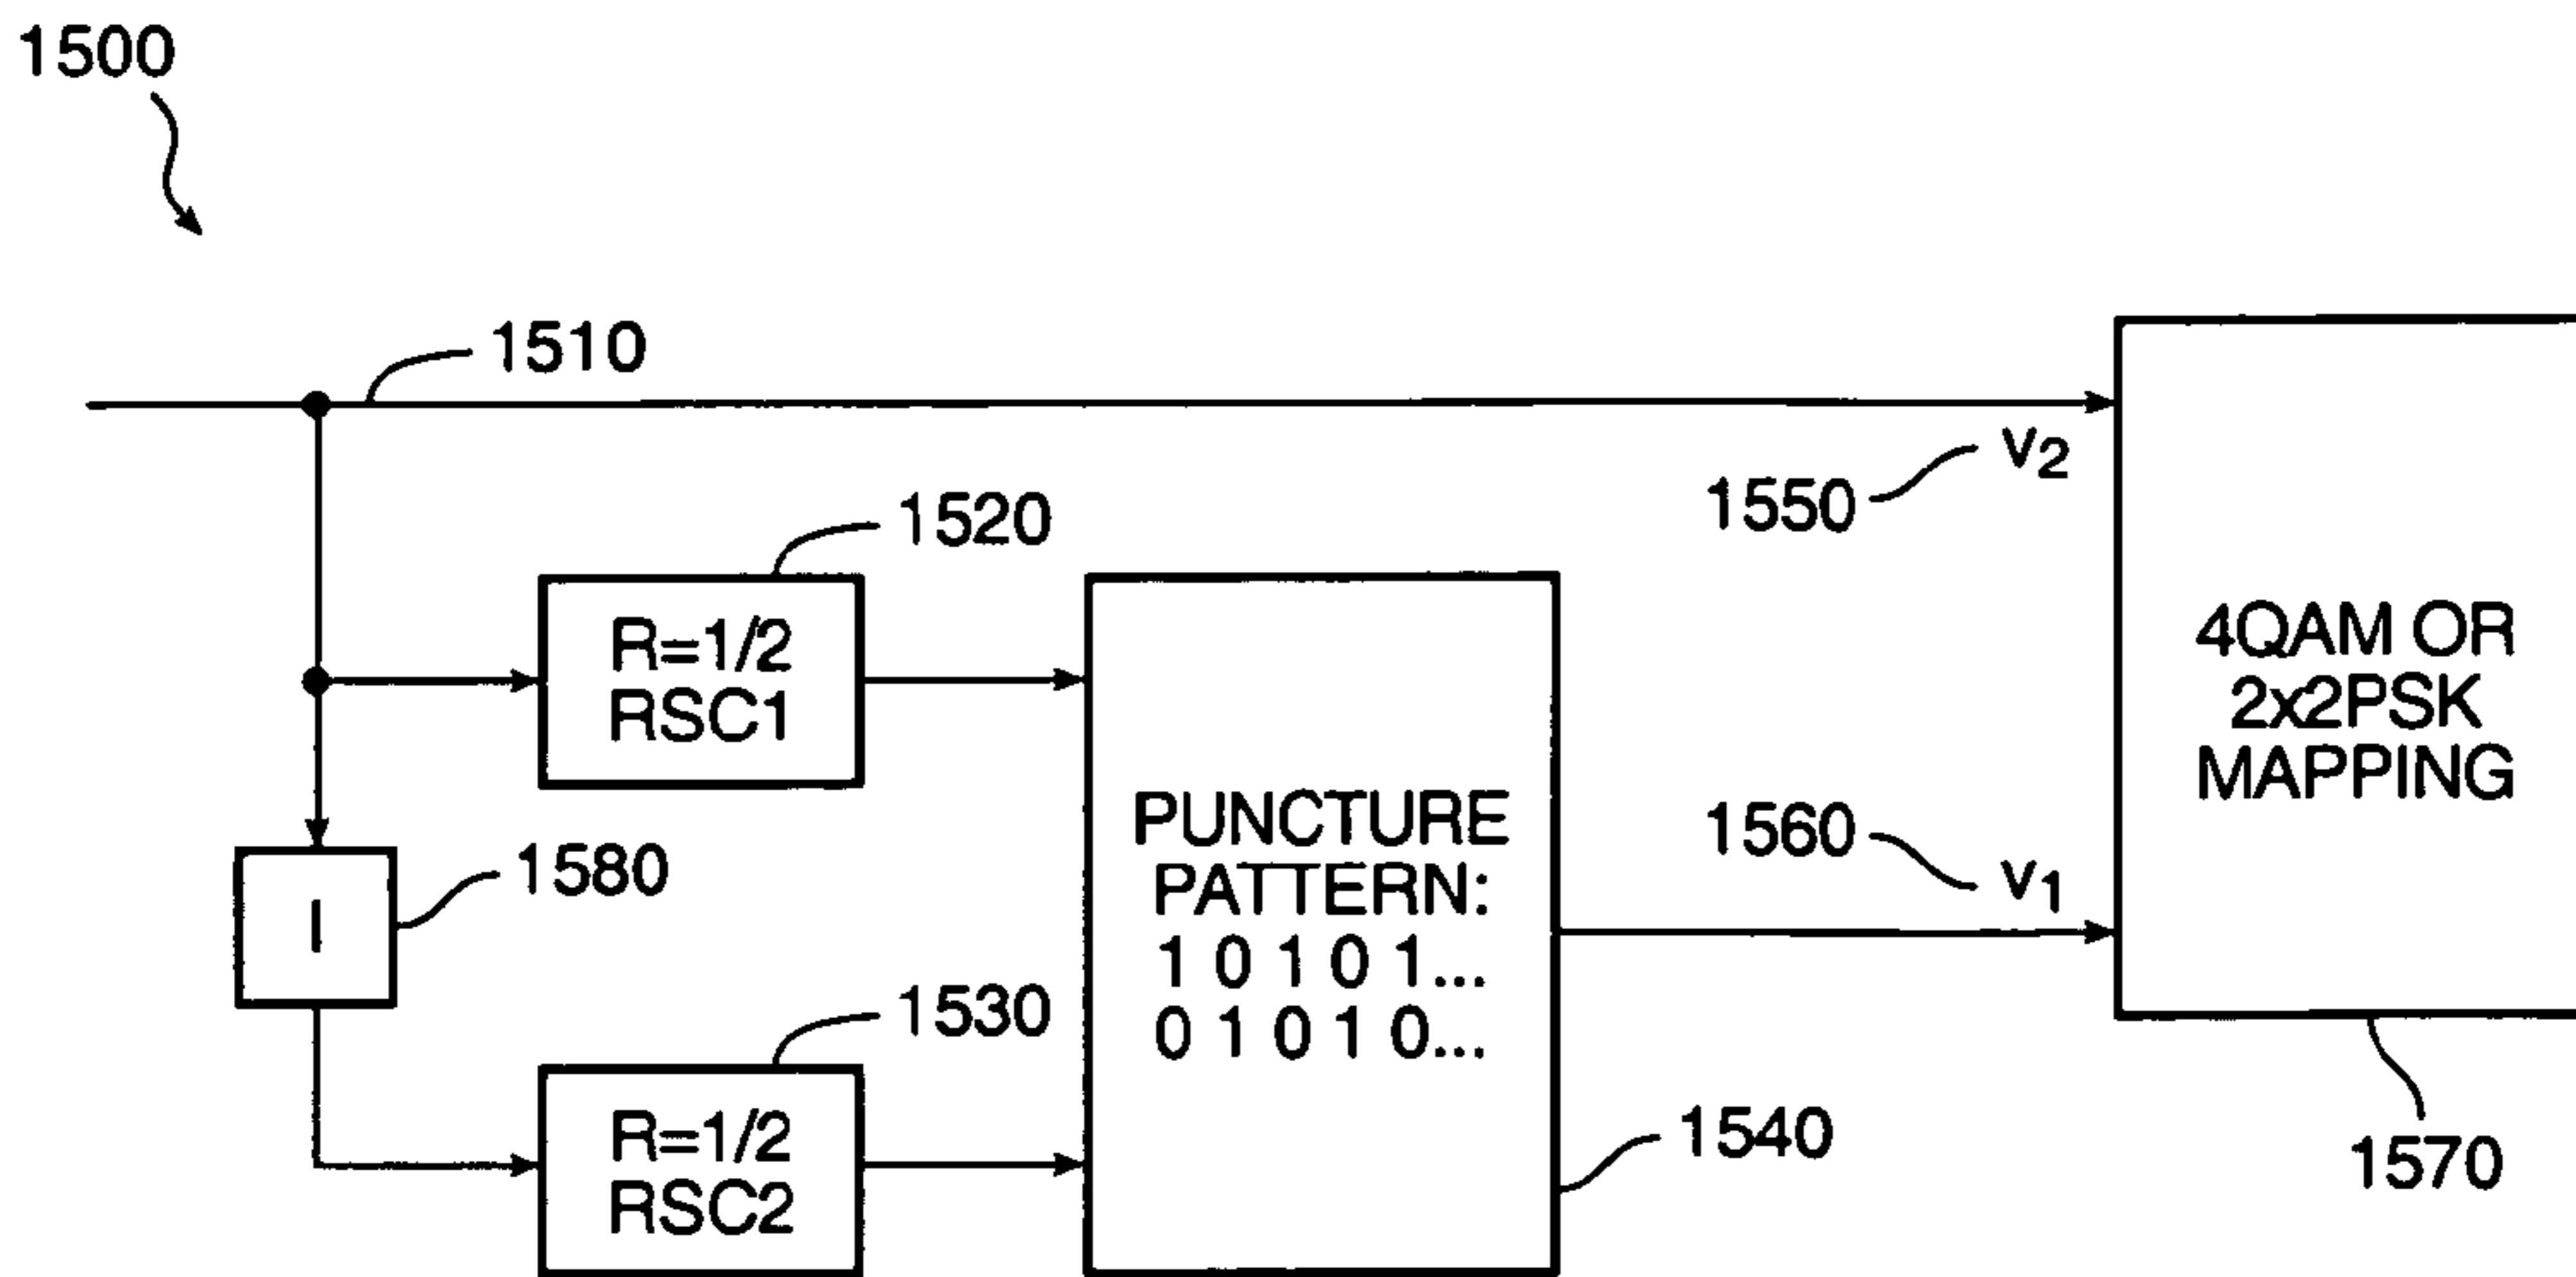 1500
1510
1520
R=1/2
RSC1
1580
I
1530
R=1/2
RSC2
PUNCTURE
PATTERN:
1 0 1 0 1...
0 1 0 1 0...
1540
1550
v2
1560
v1
4QAM OR
2x2PSK
MAPPING
1570